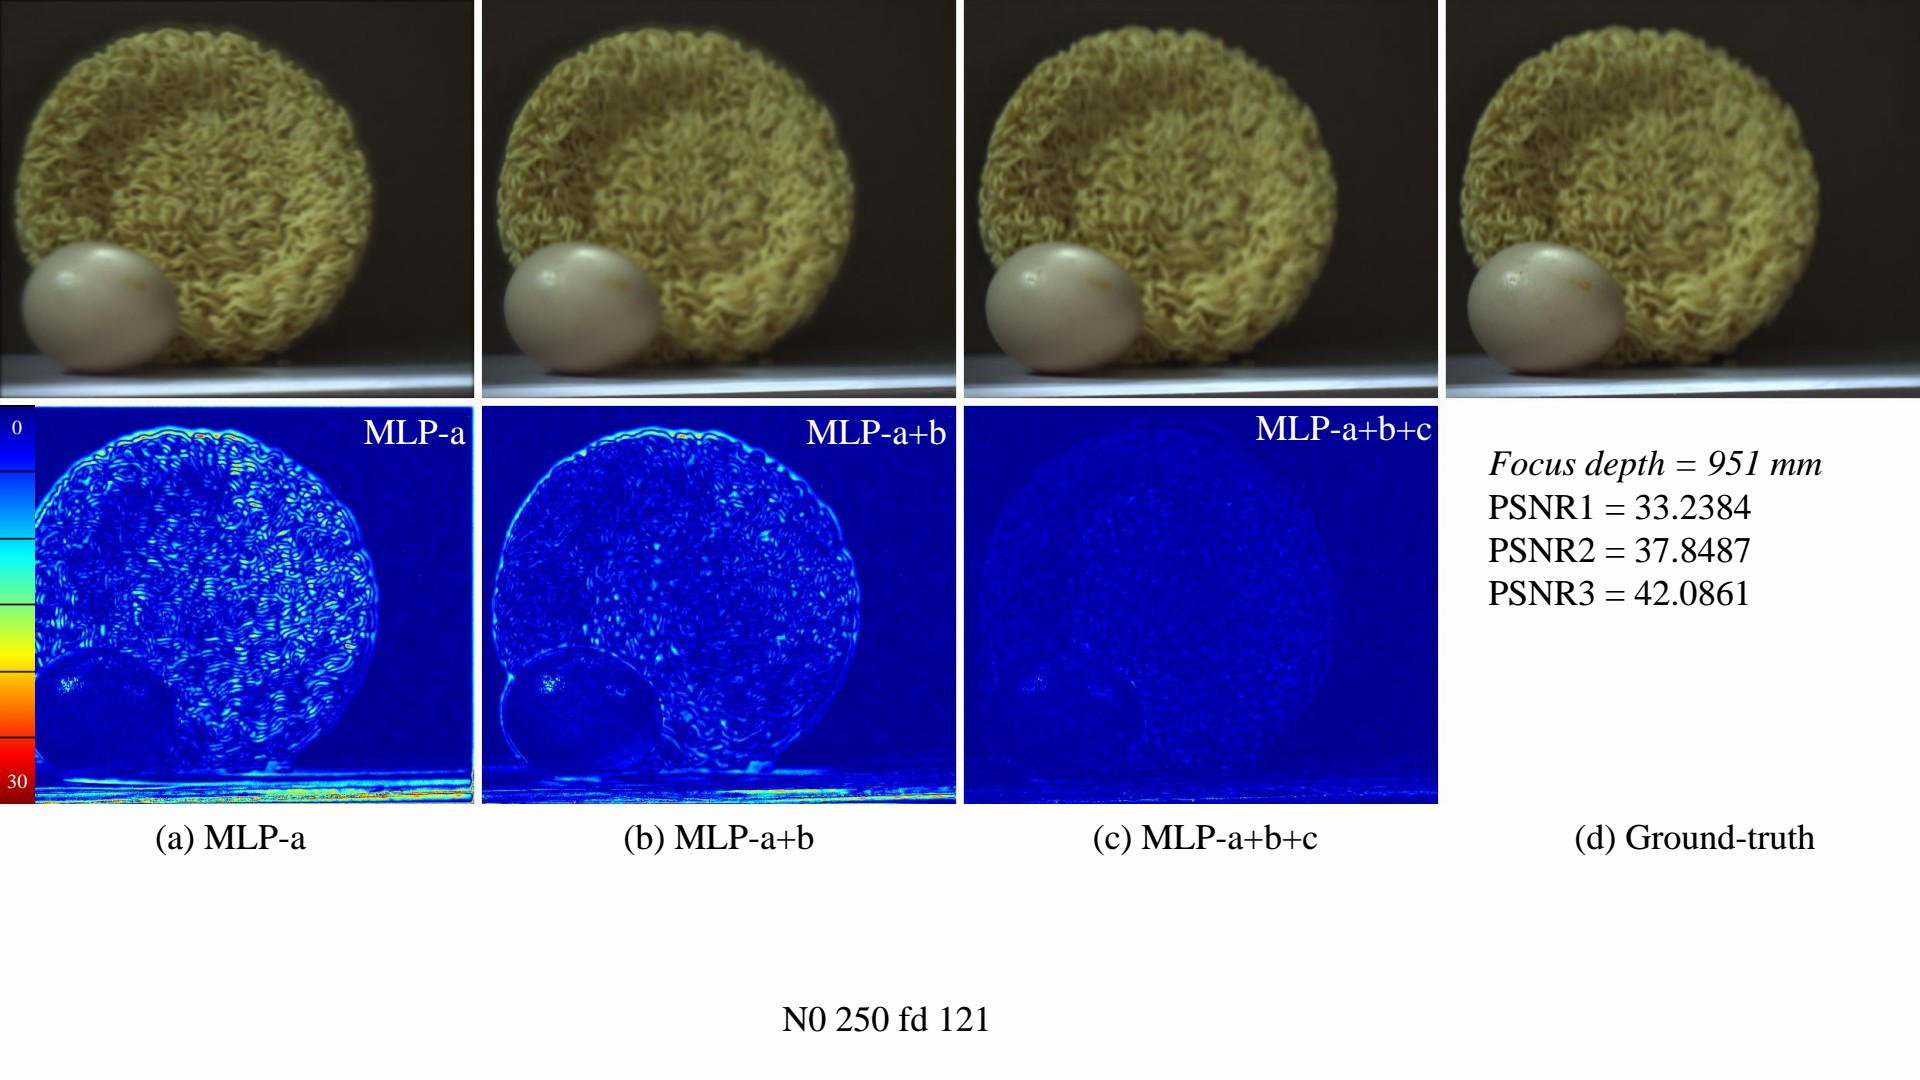 MLP-a
MLP-a+b
MLP-a+b+c
0
30
Focus depth = 951 mm
PSNR1 = 33.2384
PSNR2 = 37.8487
PSNR3 = 42.0861
(a) MLP-a
(b) MLP-a+b
(c) MLP-a+b+c
(d) Ground-truth
N0 250 fd 121